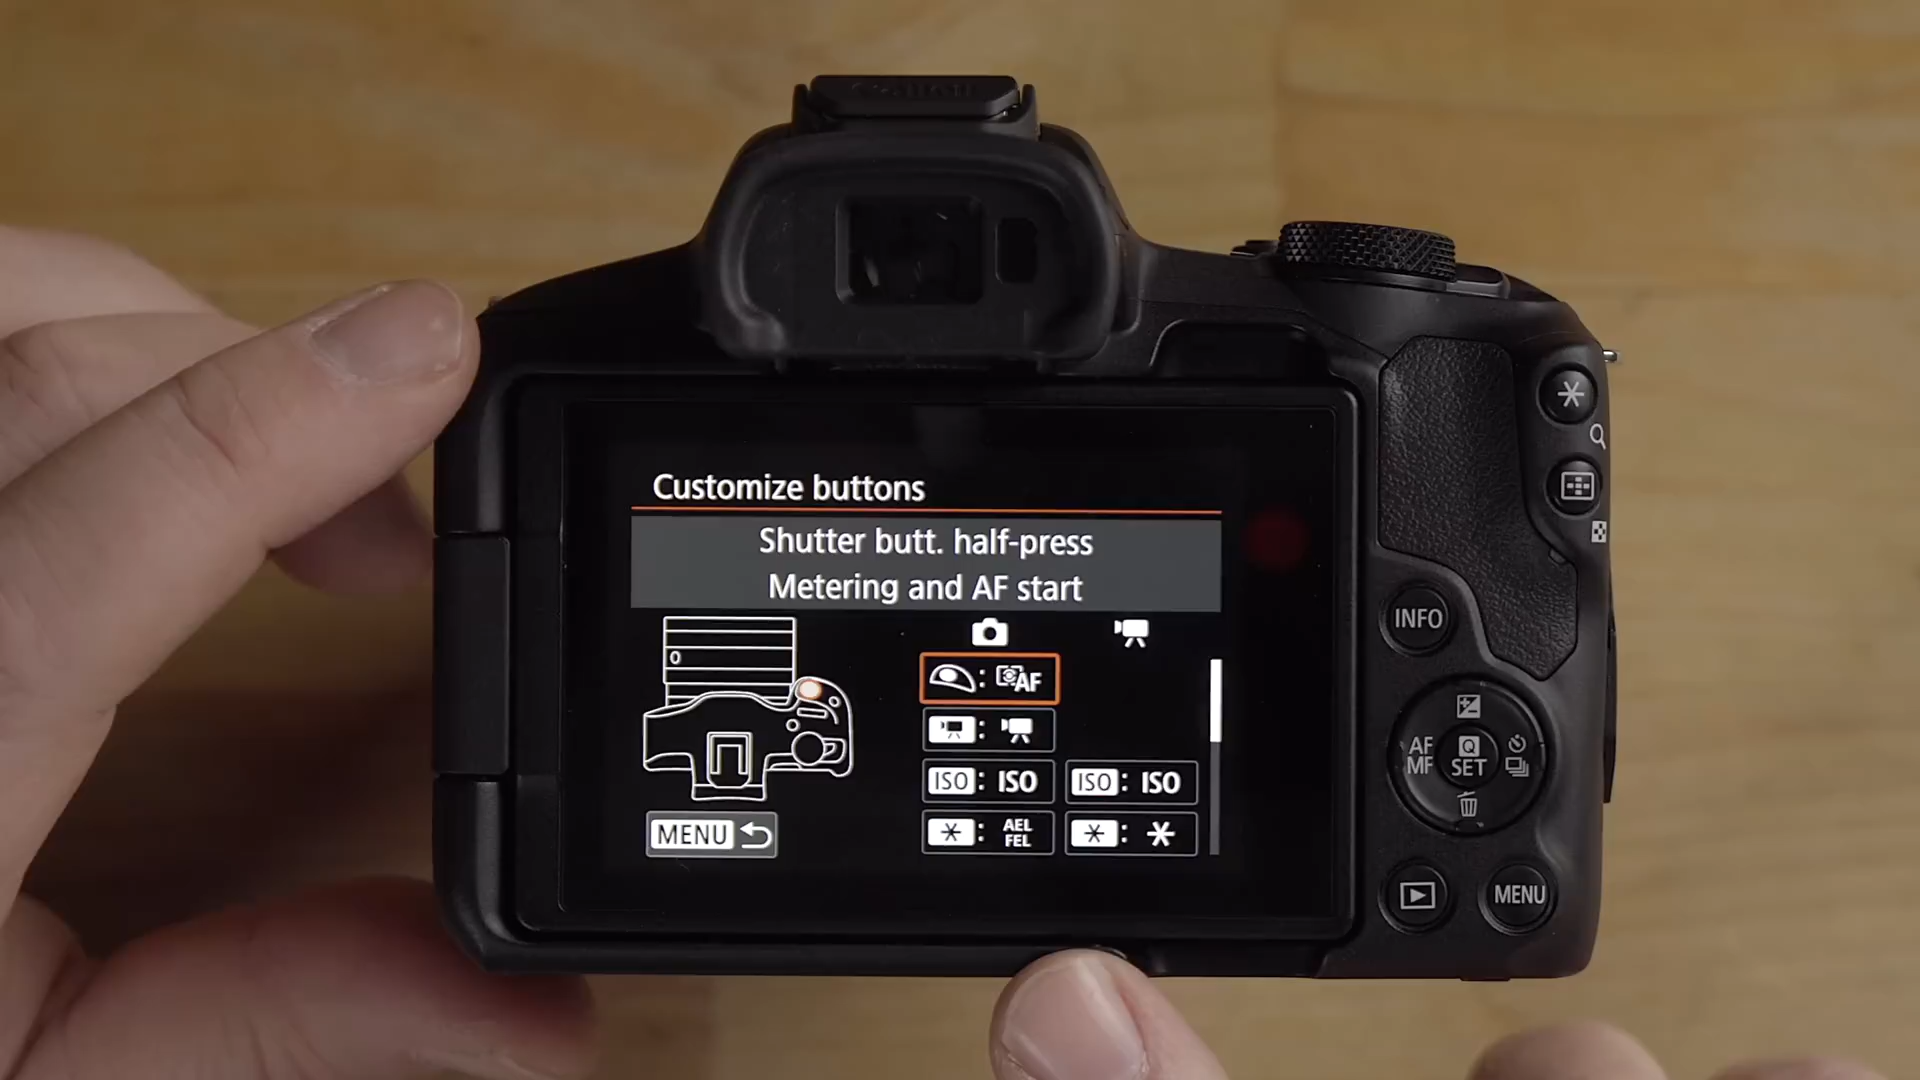 Canon
Customize buttons
Shutter butt. half-press
Metering and AF start
AF
ISO: ISO
ISO: ISO
*: AEL
FEL
*: *
MENU
INFO
AF
MF
Q
SET
MENU